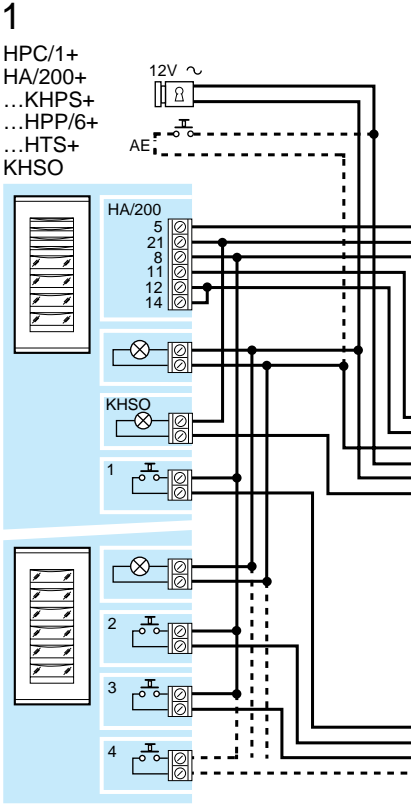 1
HPC/1+
HA/200+
...KHPS+
...HPP/6+
...HTS+
KHSO
12V ~
AE
HA/200
5
21
8
11
12
14
KHSO
1
2
3
4